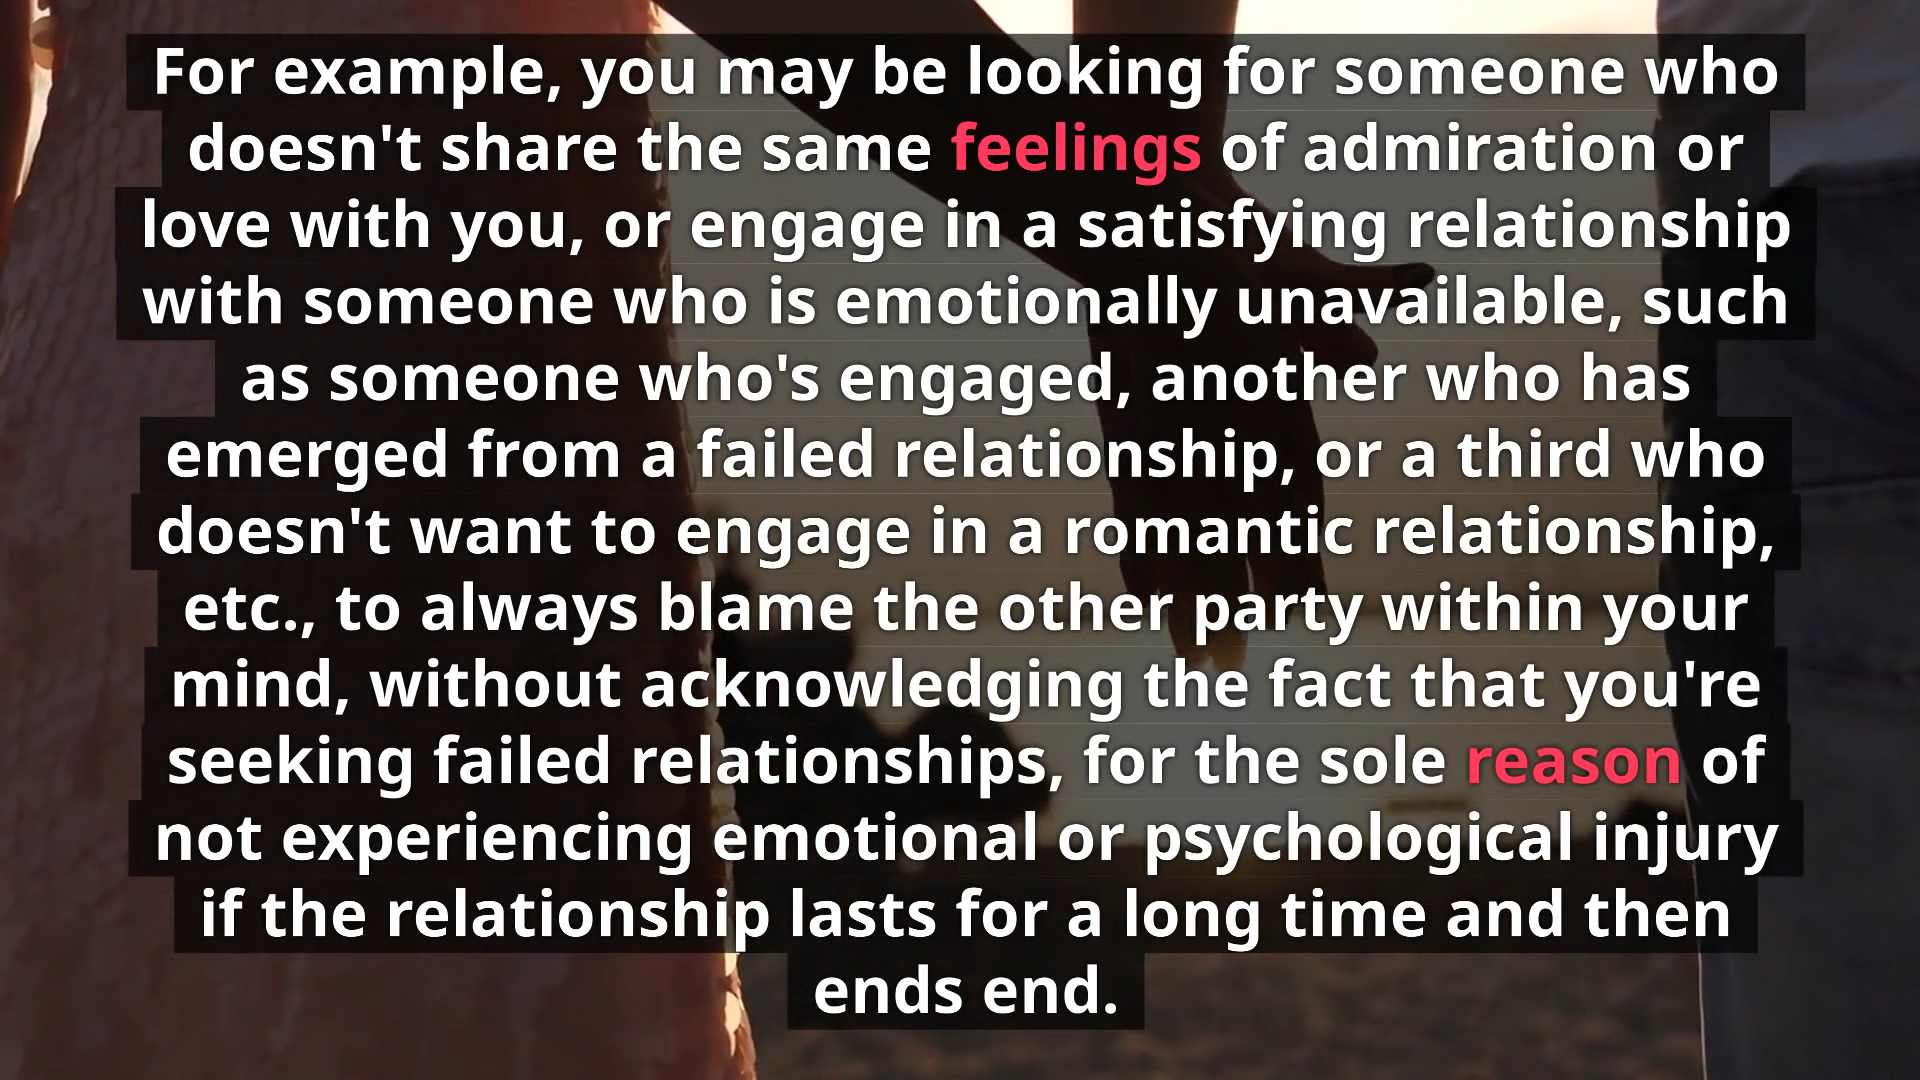 For example, you may be looking for someone who
doesn't share the same feelings of admiration or
love with you, or engage in a satisfying relationship
with someone who is emotionally unavailable, such
as someone who's engaged, another who has
emerged from a failed relationship, or a third who
doesn't want to engage in a romantic relationship,
etc., to always blame the other party within your
mind, without acknowledging the fact that you're
seeking failed relationships, for the sole reason of
not experiencing emotional or psychological injury
if the relationship lasts for a long time and then
ends end.